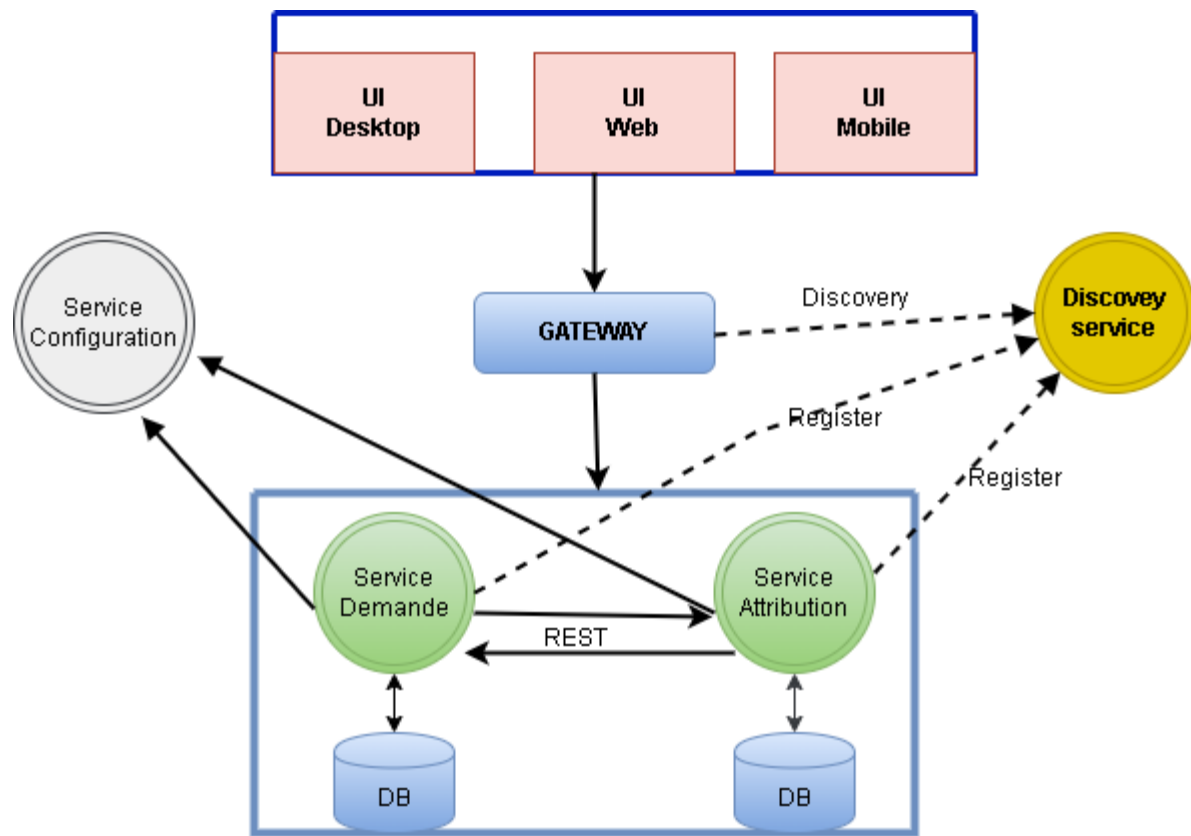 UI
Desktop
UI
Web
UI
Mobile
Service
Configuration
GATEWAY
Discovery
Discovey
service
Register
Register
Service
Demande
Service
Attribution
REST
DB
DB